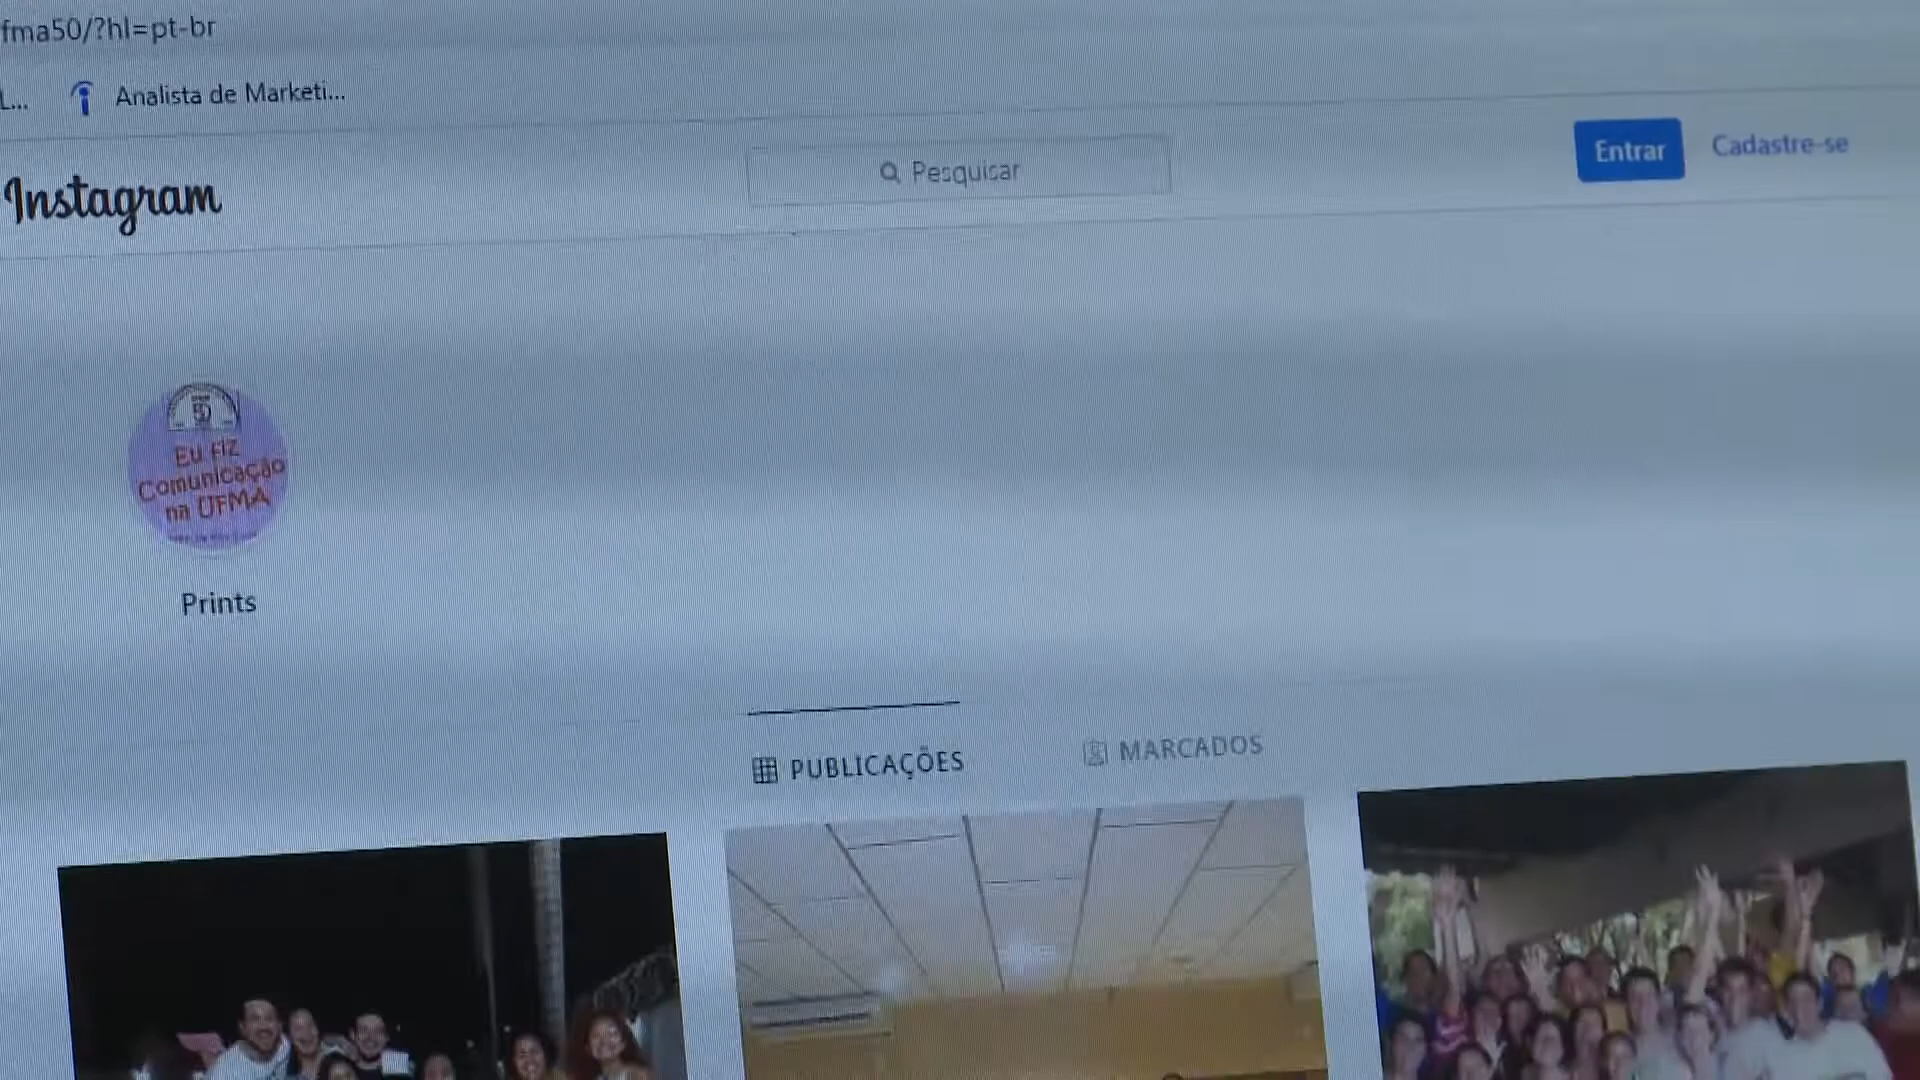 fma50/?hl=pt-br
L... Analista de Marketi...
Instagram
Pesquisar
Entrar
Cadastre-se
50
Eu fiz
Comunicação
na UFMA
Prints
PUBLICAÇÕES
MARCADOS